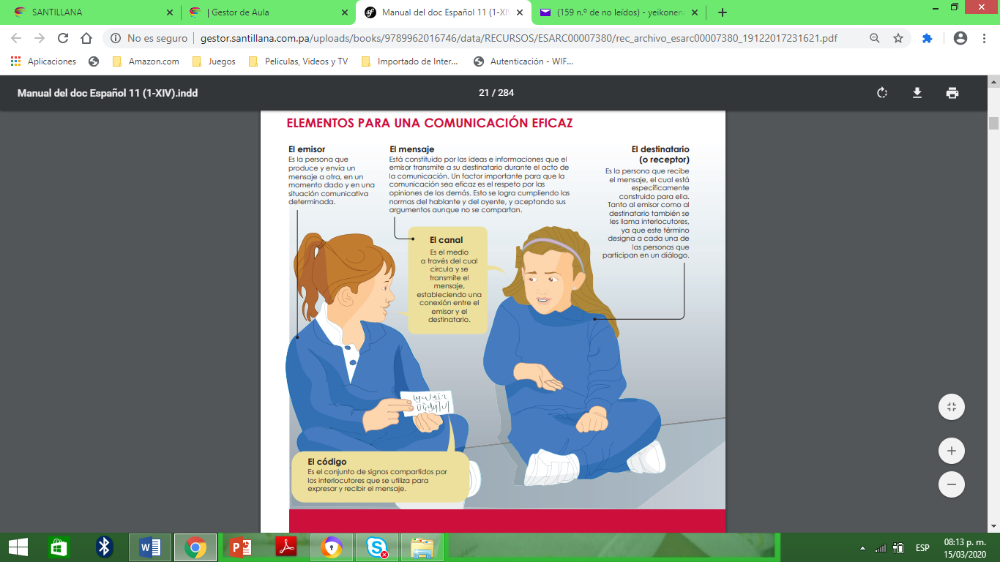 SANTILLANA
| Gestor de Aula
Manual del doc Español 11 (1-XIV
(159 n.º de no leídos) - yeikonen
No es seguro | gestor.santillana.com.pa/uploads/books/9789962016746/data/RECURSOS/ESARC00007380/rec_archivo_esarc00007380_19122017231621.pdf
Aplicaciones
Amazon.com
Juegos
Peliculas, Videos y TV
Importado de Inter...
Autenticación - WIF...
Manual del doc Español 11 (1-XIV).indd
21 / 284
ELEMENTOS PARA UNA COMUNICACIÓN EFICAZ
El emisor
Es la persona que
produce y envía un
mensaje a otra, en un
momento dado y en una
situación comunicativa
determinada.
El mensaje
Está constituido por las ideas e informaciones que el
emisor transmite a su destinatario durante el acto de
la comunicación. Un factor importante para que la
comunicación sea eficaz es el respeto por las
opiniones de los demás. Esto se logra cumpliendo las
normas del hablante y del oyente, y aceptando sus
argumentos aunque no se compartan.
El destinatario
(o receptor)
Es la persona que recibe
el mensaje, el cual está
específicamente
construido para ella.
Tanto al emisor como al
destinatario también se
les llama interlocutores,
ya que este término
designa a cada una de
las personas que
participan en un diálogo.
El canal
Es el medio
a través del cual
circula y se
transmite el
mensaje,
estableciendo una
conexión entre el
emisor y el
destinatario.
El código
Es el conjunto de signos compartidos por
los interlocutores que se utiliza para
expresar y recibir el mensaje.
ESP
08:13 p. m.
15/03/2020